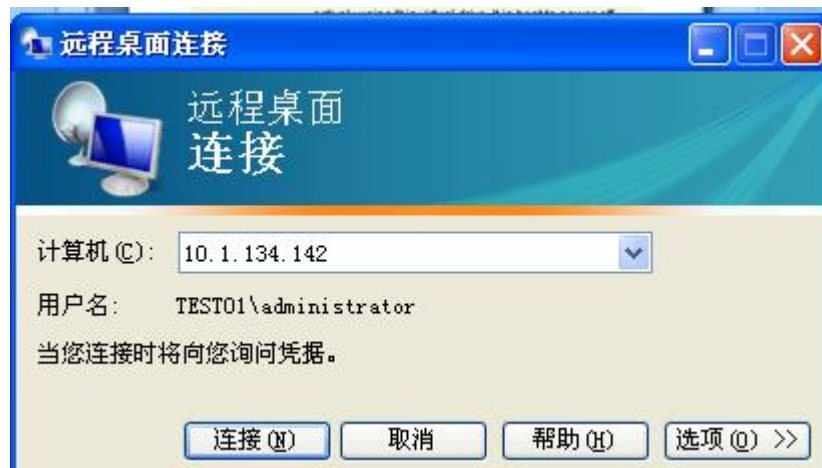 远程桌面连接
远程桌面
连接
计算机(C): 10.1.134.142
用户名: TEST01\administrator
当您连接时将向您询问凭据。
连接(N) 取消 帮助(H) 选项(O) >>